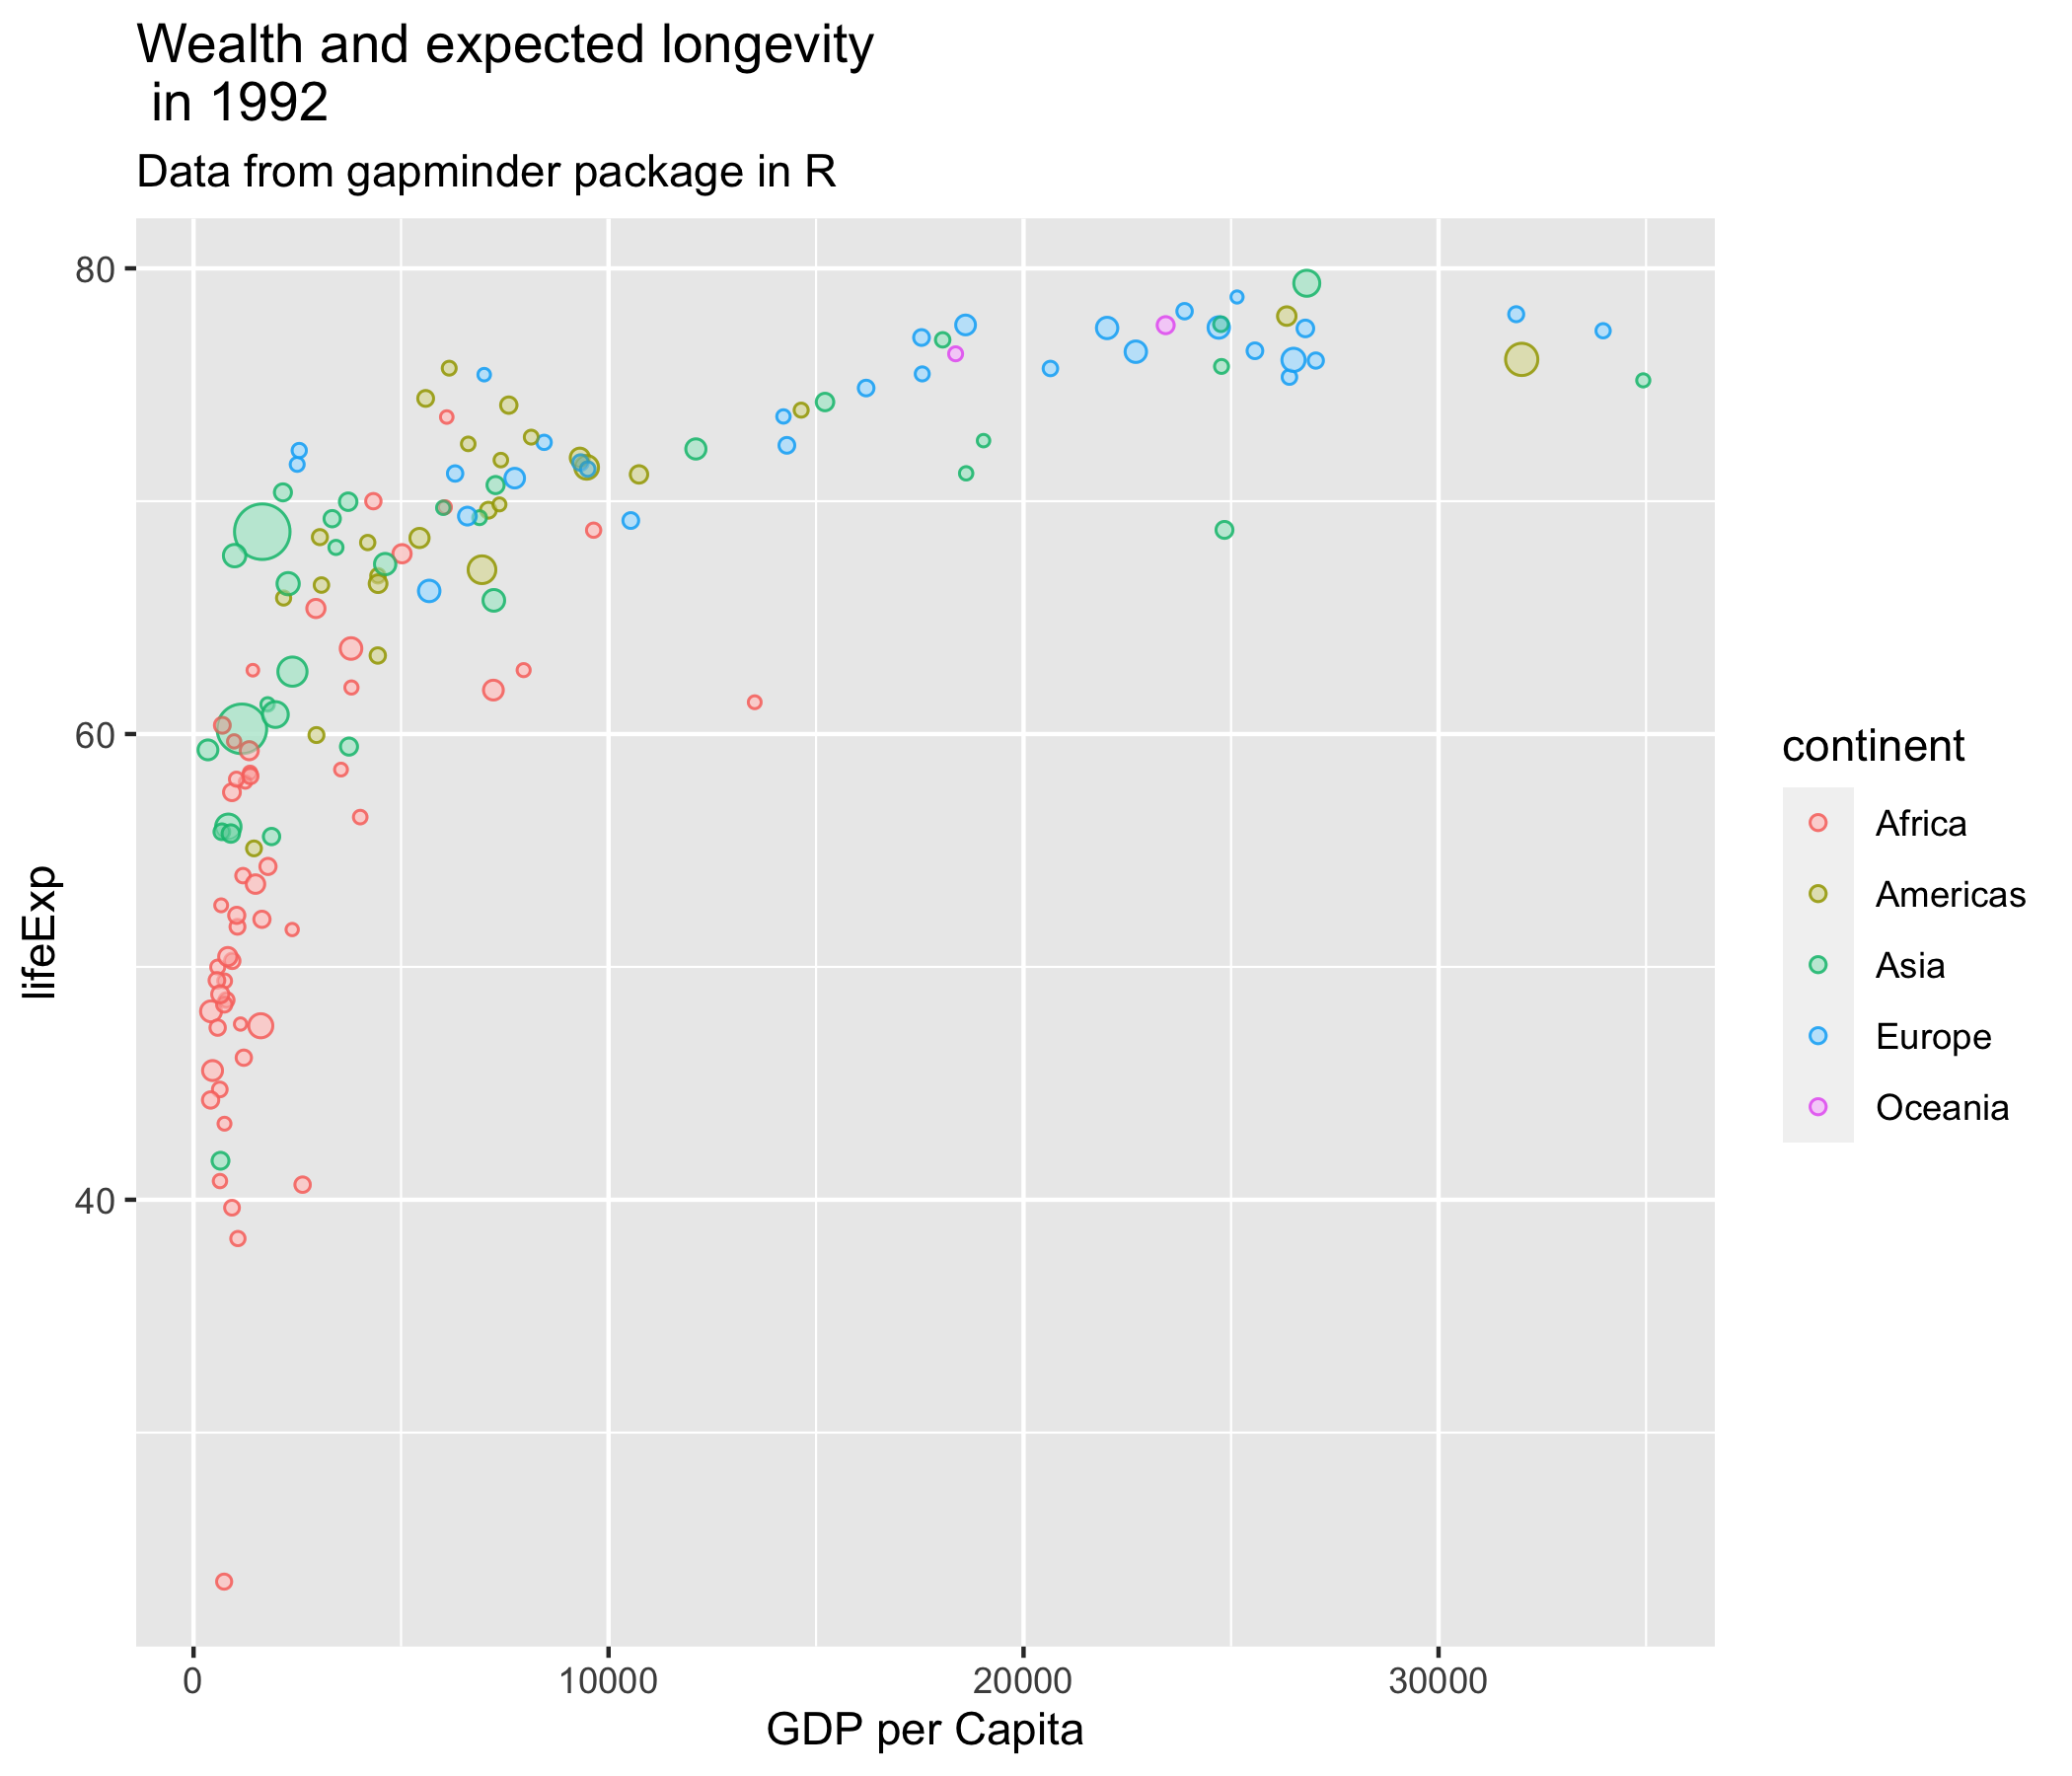 Wealth and expected longevity
in 1992
Data from gapminder package in R
80
60
40
lifeExp
0
10000
20000
30000
GDP per Capita
continent
Africa
Americas
Asia
Europe
Oceania